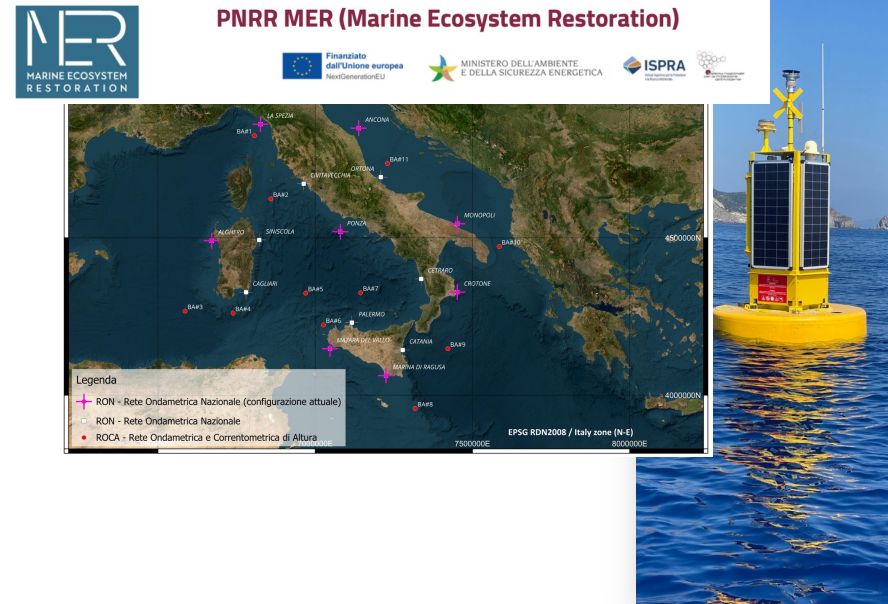 MER
MARINE ECOSYSTEM
RESTORATION
PNRR MER (Marine Ecosystem Restoration)
Finanziato
dall'Unione europea
NextGenerationEU
MINISTERO DELL'AMBIENTE
E DELLA SICUREZZA ENERGETICA
ISPRA
LA SPEZIA
BA#1
ANCONA
BA#11
ORTONA
CIVITAVECCHIA
BA#2
MONOPOLI
PONZA
ALGHERO
SINISCOLA
BA#10
4500000N
CETRARO
CAGLIARI
CROTONE
BA#5
BA#7
BA#3
BA#4
BA#6
PALERMO
MAZARA DEL VALLO
CATANIA
BA#9
MARINA DI RAGUSA
BA#8
4000000N
Legenda
RON - Rete Ondametrica Nazionale (configurazione attuale)
RON - Rete Ondametrica Nazionale
ROCA - Rete Ondametrica e Correntometrica di Altura
EPSG RDN2008 / Italy zone (N-E)
7500000E
8000000E